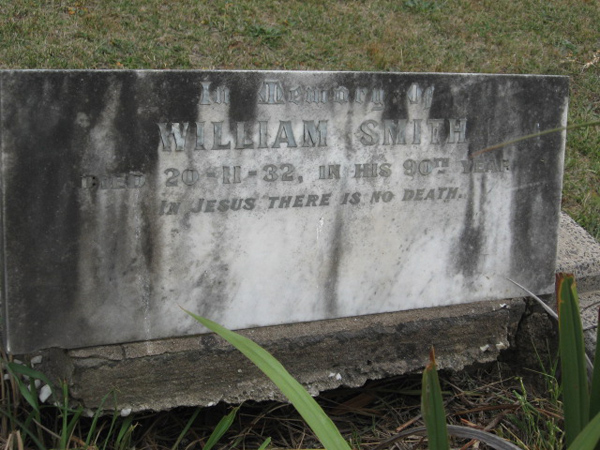 In Memory Of
WILLIAM SMITH
DIED 20-11-32, IN HIS 90TH YEAR
IN JESUS THERE IS NO DEATH.